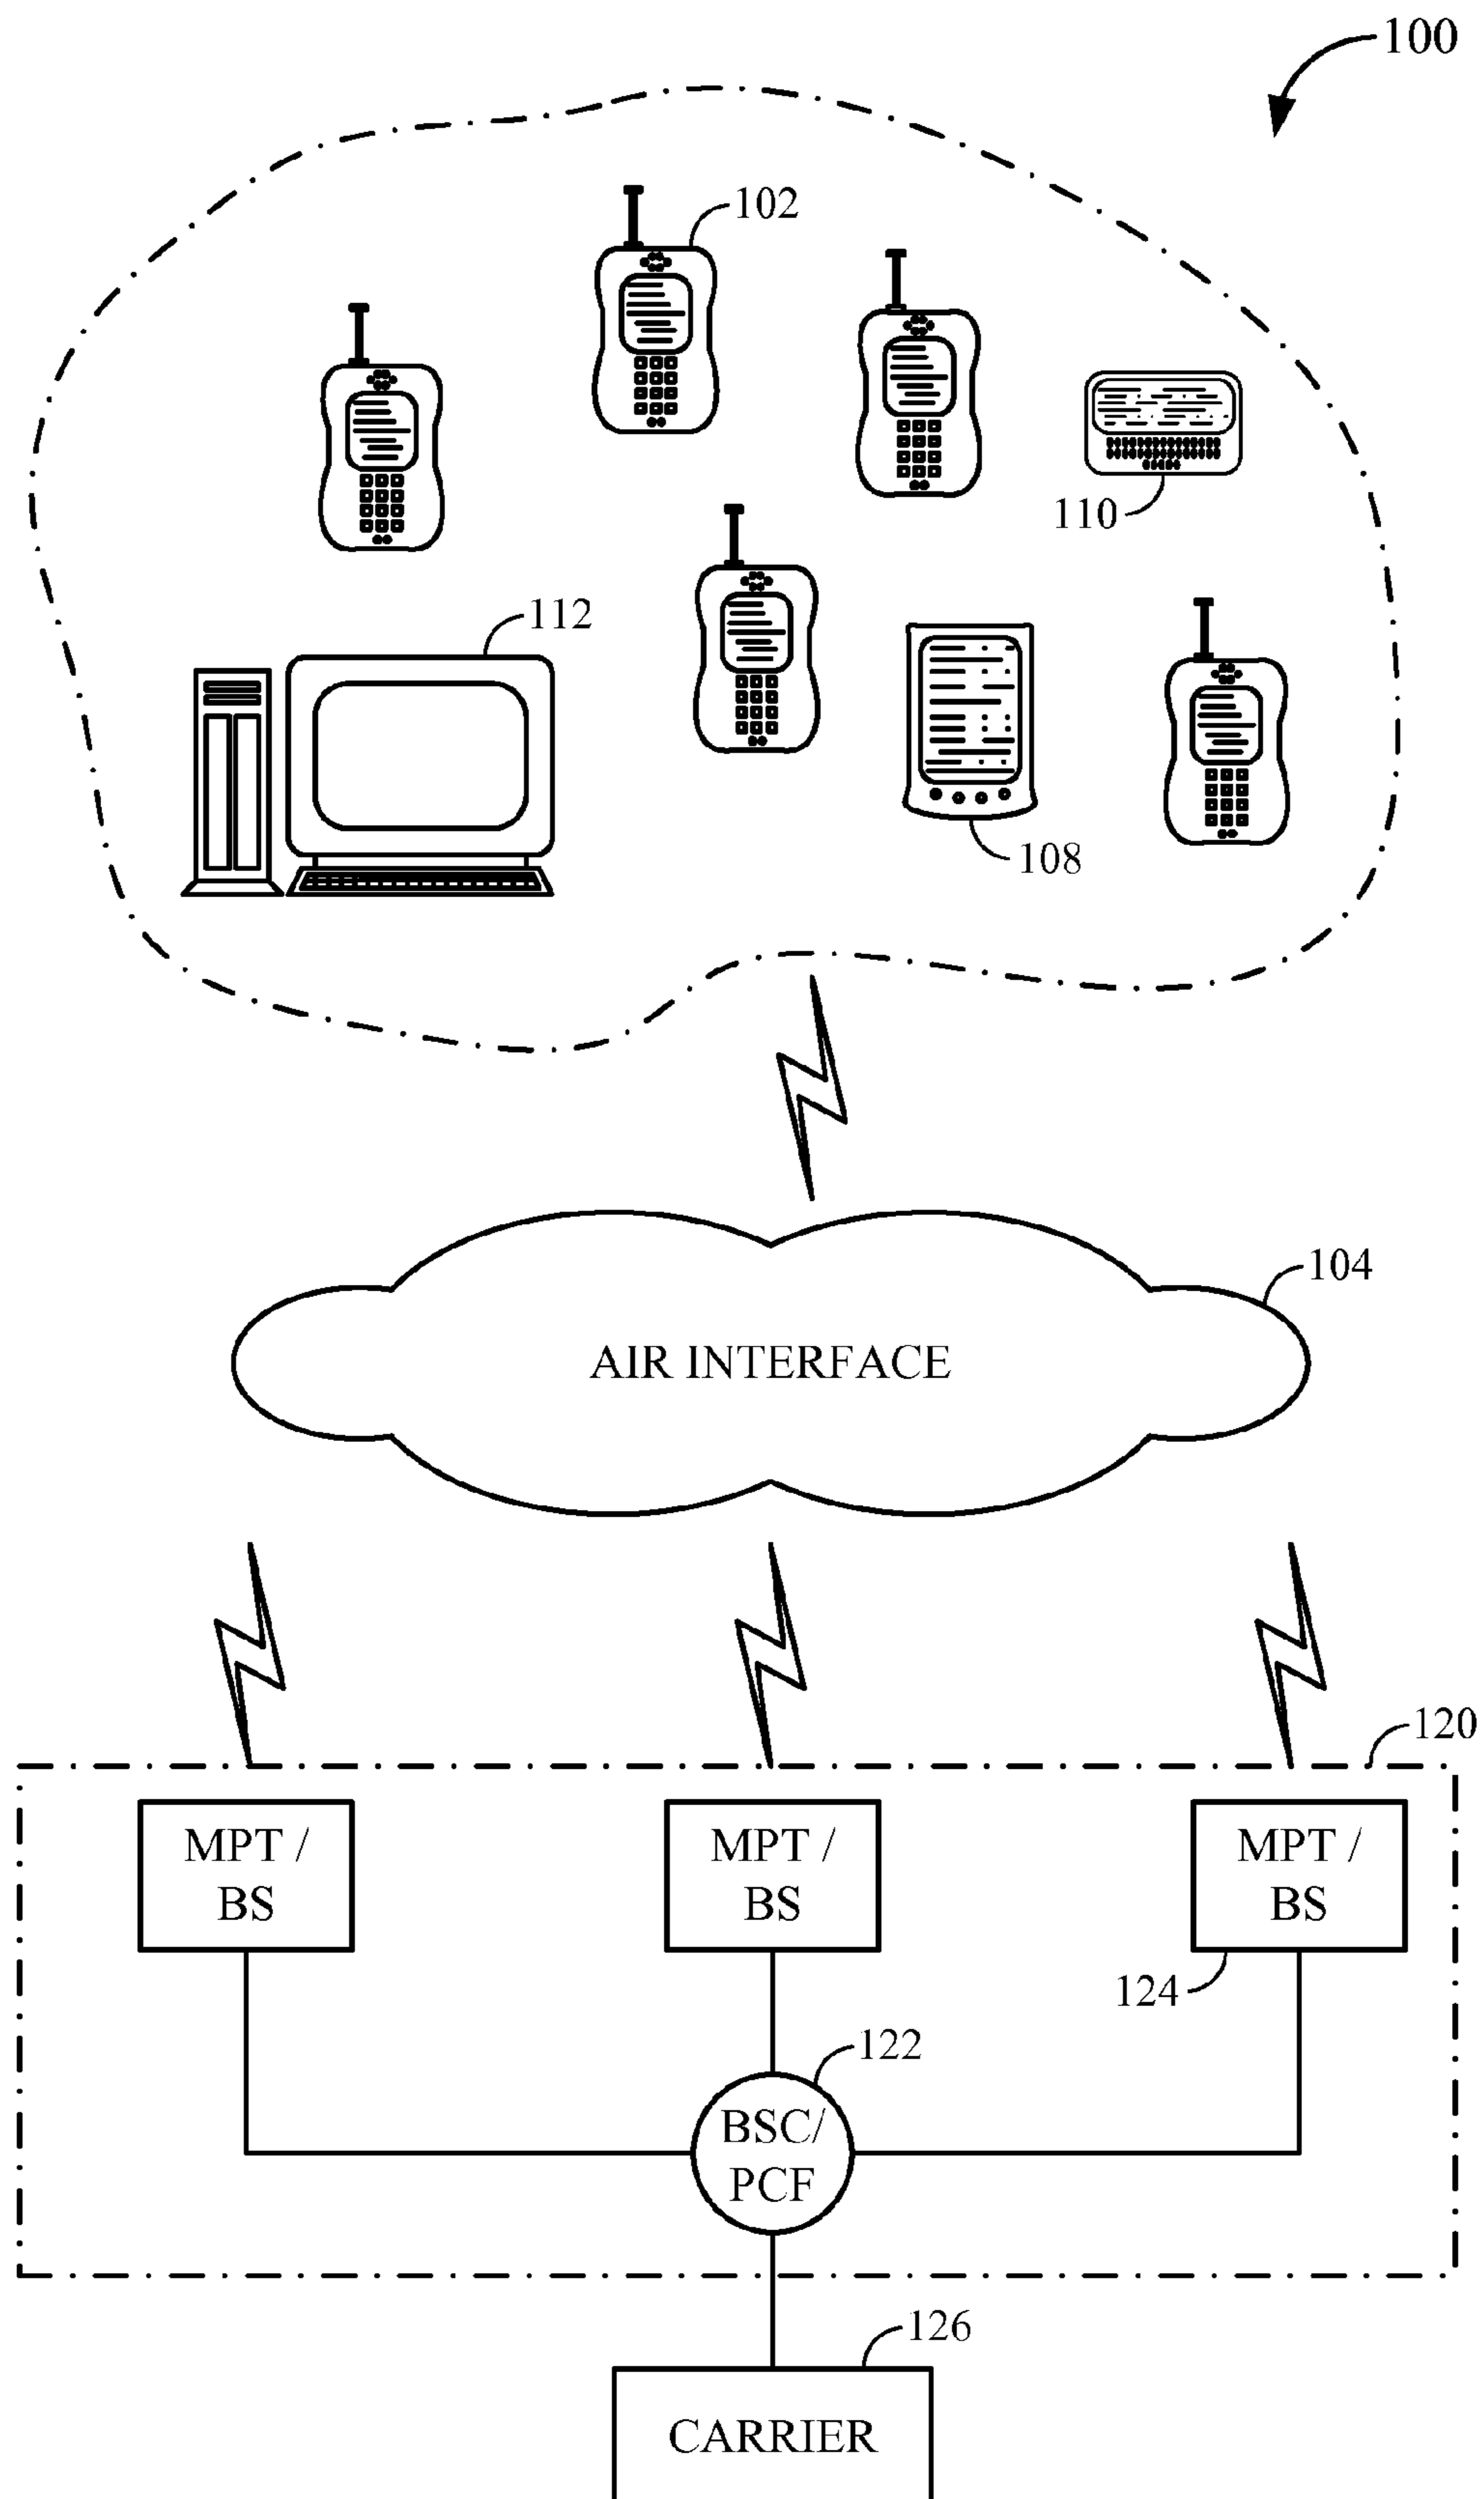 100
102
110
112
108
104
AIR INTERFACE
120
MPT /
BS
MPT /
BS
MPT /
BS
124
122
BSC/
PCF
126
CARRIER